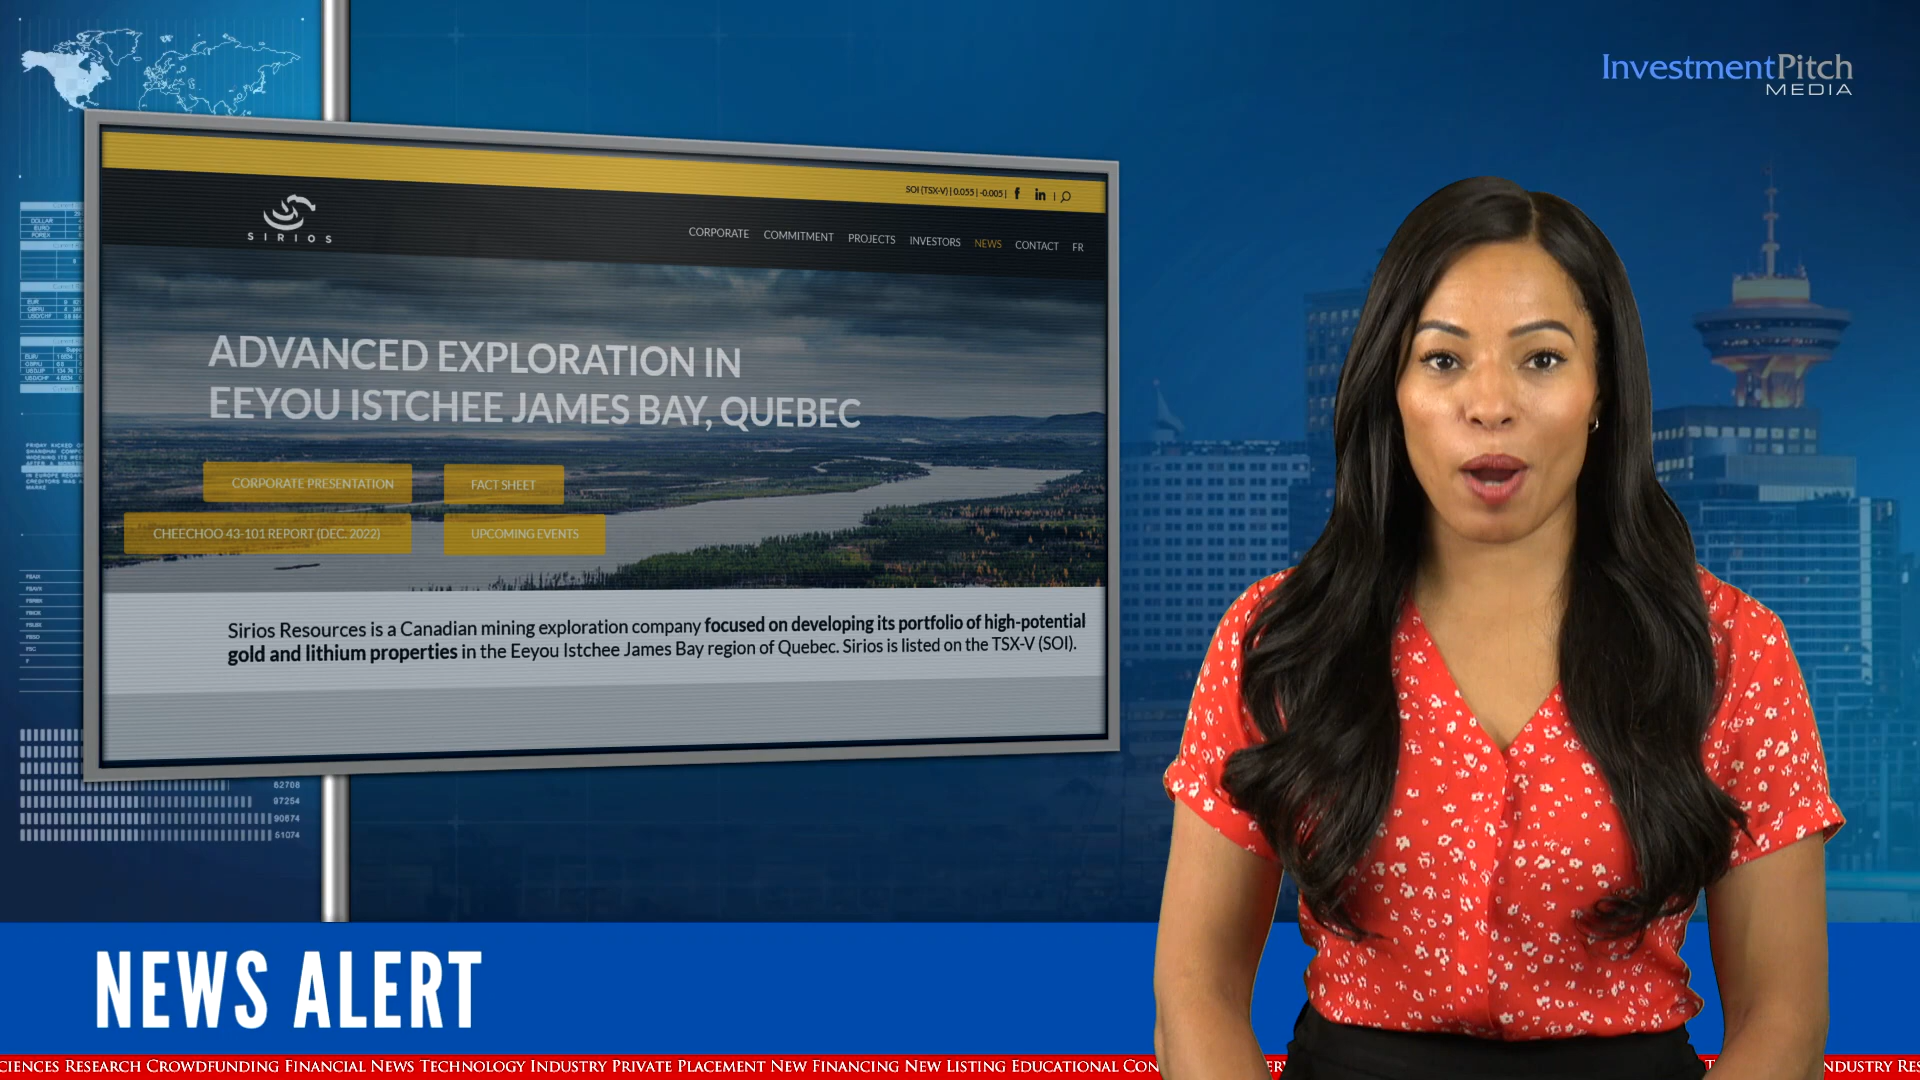 InvestmentPitch
MEDIA
SOI (TSX-V) | 0.055 | -0.005 |
SIRIOS
CORPORATE COMMITMENT PROJECTS INVESTORS NEWS CONTACT FR
ADVANCED EXPLORATION IN
EEYOU ISTCHEE JAMES BAY, QUEBEC
CORPORATE PRESENTATION FACT SHEET
CHEECHOO 43-101 REPORT (DEC. 2022) UPCOMING EVENTS
Sirios Resources is a Canadian mining exploration company focused on developing its portfolio of high-potential
gold and lithium properties in the Eeyou Istchee James Bay region of Quebec. Sirios is listed on the TSX-V (SOI).
62708
97254
90674
51074
NEWS ALERT
CIENCES RESEARCH CROWDFUNDING FINANCIAL NEWS TECHNOLOGY INDUSTRY PRIVATE PLACEMENT NEW FINANCING NEW LISTING EDUCATIONAL CON